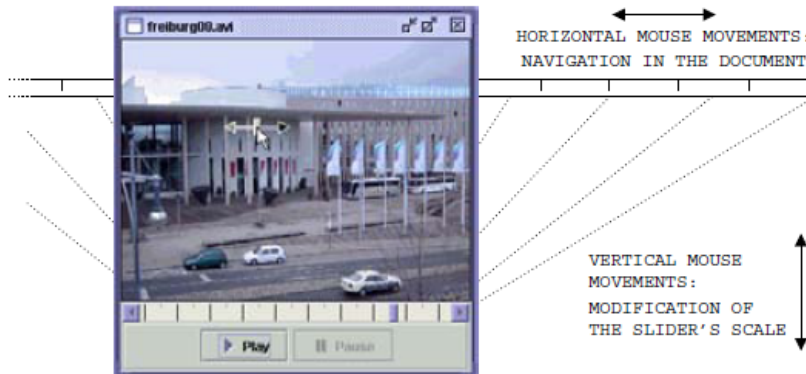 freiburg09.avi
HORIZONTAL MOUSE MOVEMENTS:
NAVIGATION IN THE DOCUMENT
VERTICAL MOUSE
MOVEMENTS:
MODIFICATION OF
THE SLIDER'S SCALE
Play
Pause